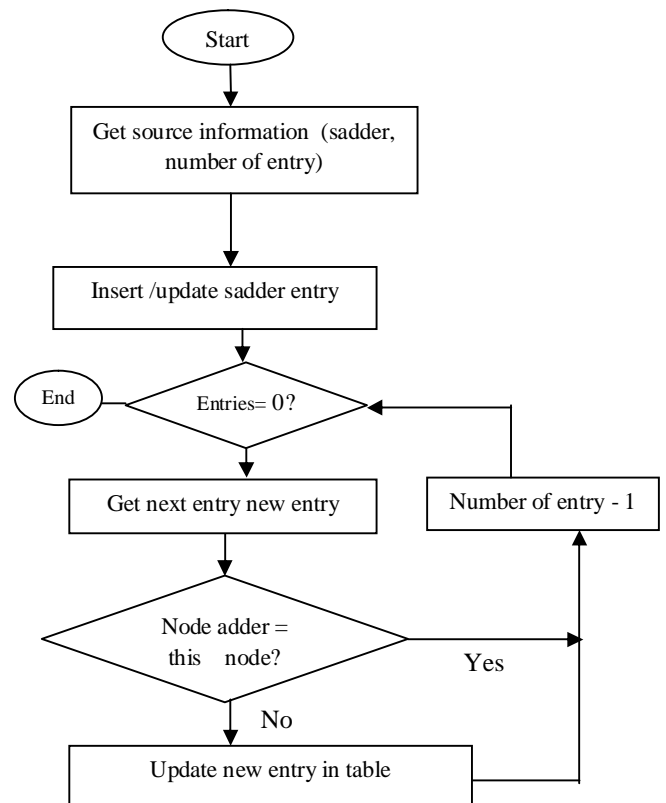 Start
Get source information (sadder,
number of entry)
Insert /update sadder entry
End
Entries= 0?
Get next entry new entry
Number of entry - 1
Node adder =
this node?
Yes
No
Update new entry in table